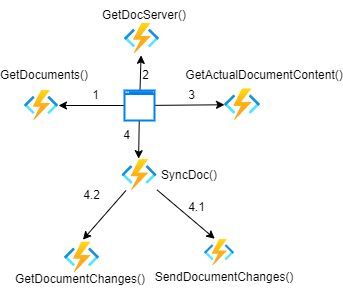 GetDocServer()
GetDocuments()
2
GetActualDocumentContent()
1
3
4
SyncDoc()
4.2
4.1
GetDocumentChanges()
SendDocumentChanges()